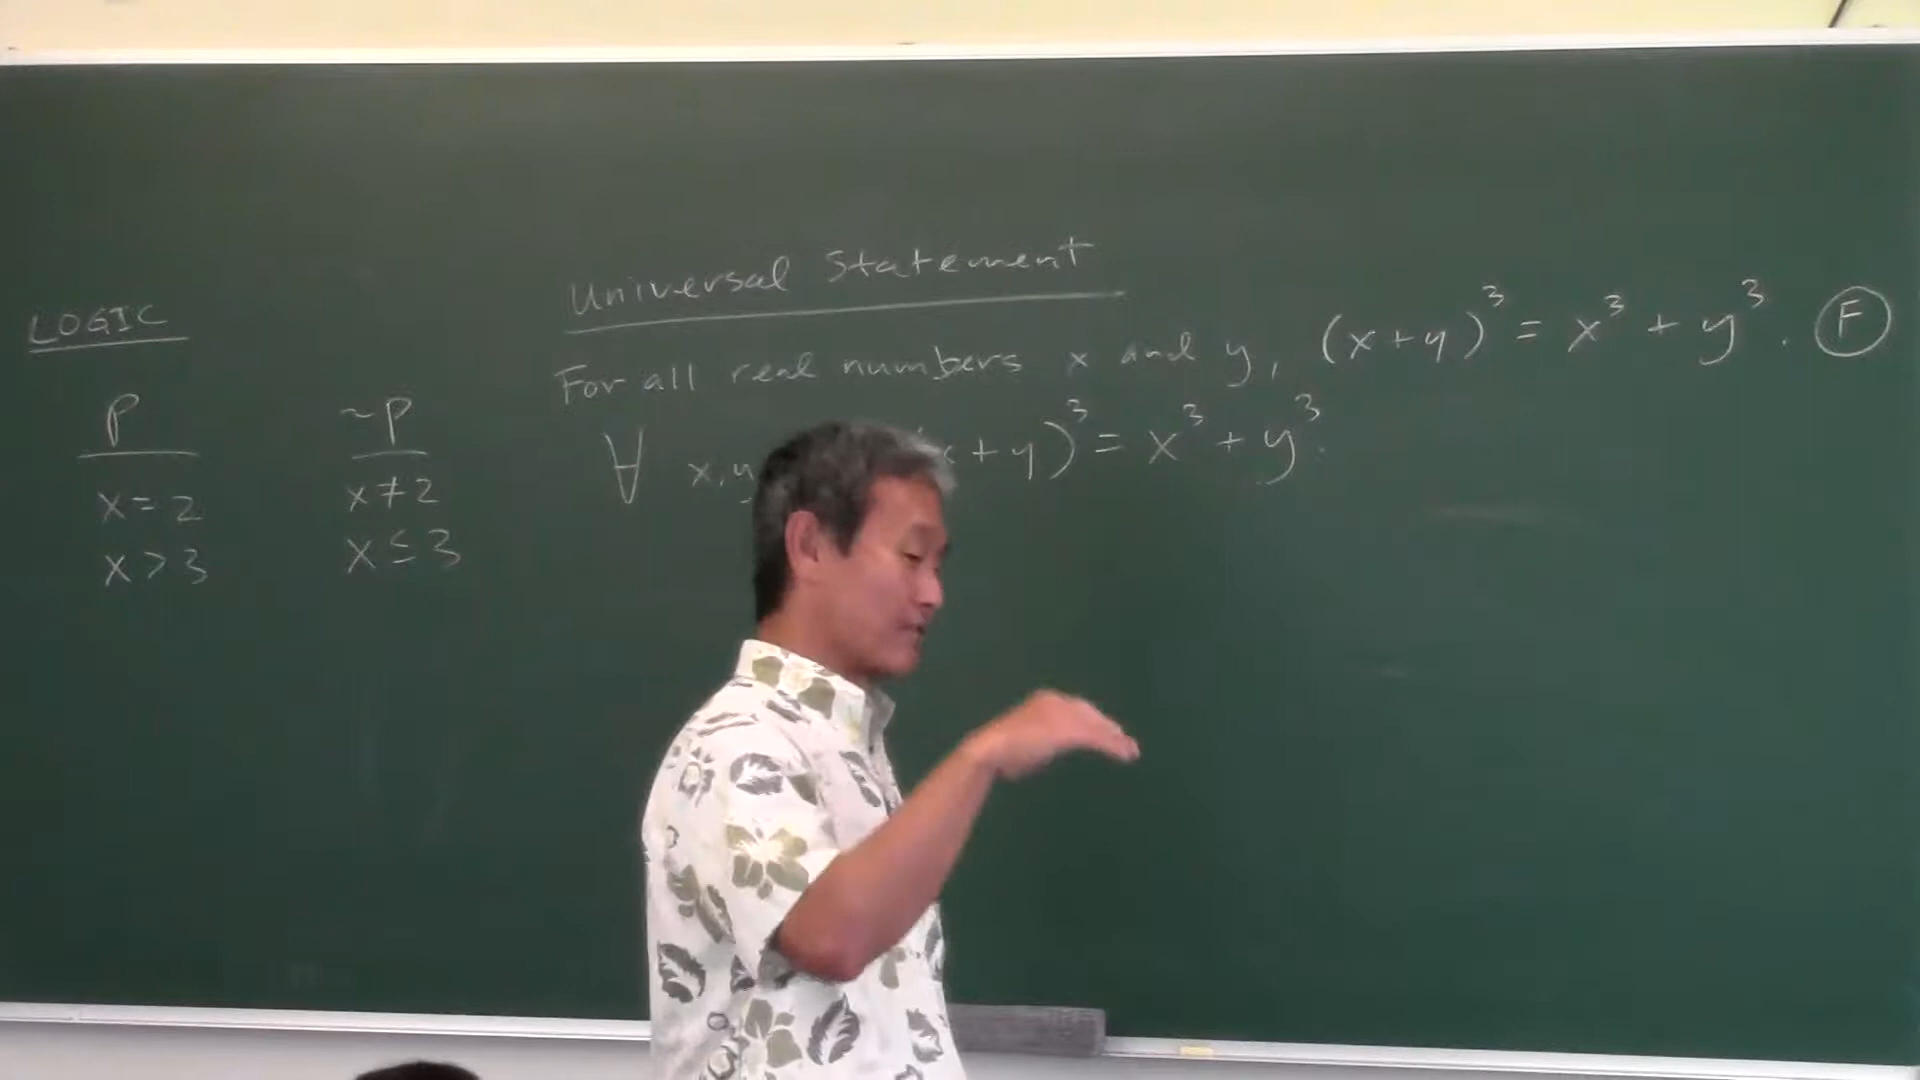 LOGIC
P ~P
x=2 x≠2
x>3 x≤3
Universal Statement
For all real numbers x and y, (x+y)³ = x³ + y³. F
∀ x,y x+y)³ = x³ + y³.